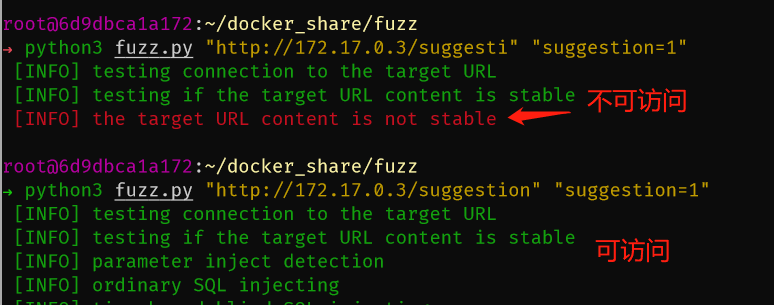 root@6d9dbca1a172:~/docker_share/fuzz
→ python3 fuzz.py "http://172.17.0.3/suggesti" "suggestion=1"
[INFO] testing connection to the target URL
[INFO] testing if the target URL content is stable
不可访问
[INFO] the target URL content is not stable
root@6d9dbca1a172:~/docker_share/fuzz
→ python3 fuzz.py "http://172.17.0.3/suggestion" "suggestion=1"
[INFO] testing connection to the target URL
[INFO] testing if the target URL content is stable
可访问
[INFO] parameter inject detection
[INFO] ordinary SQL injecting